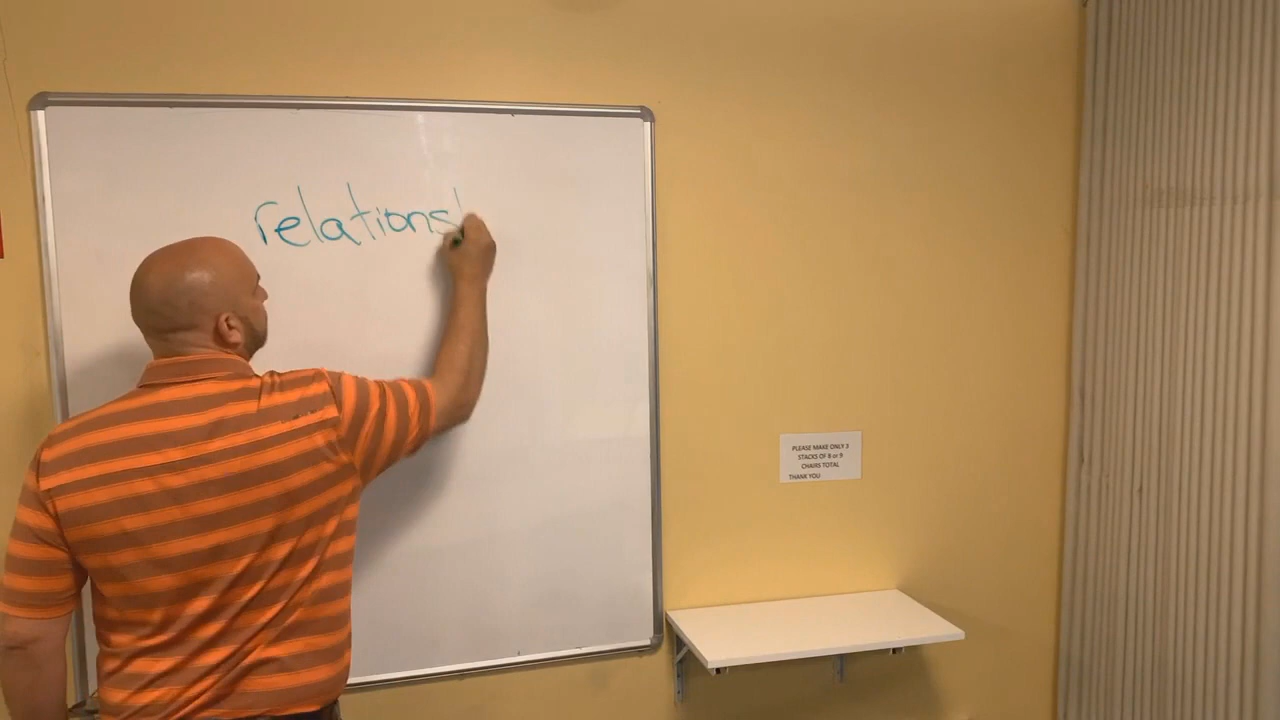 relations
PLEASE MAKE ONLY 3
STACKS OF 8 or 9
CHAIRS TOTAL
THANK YOU